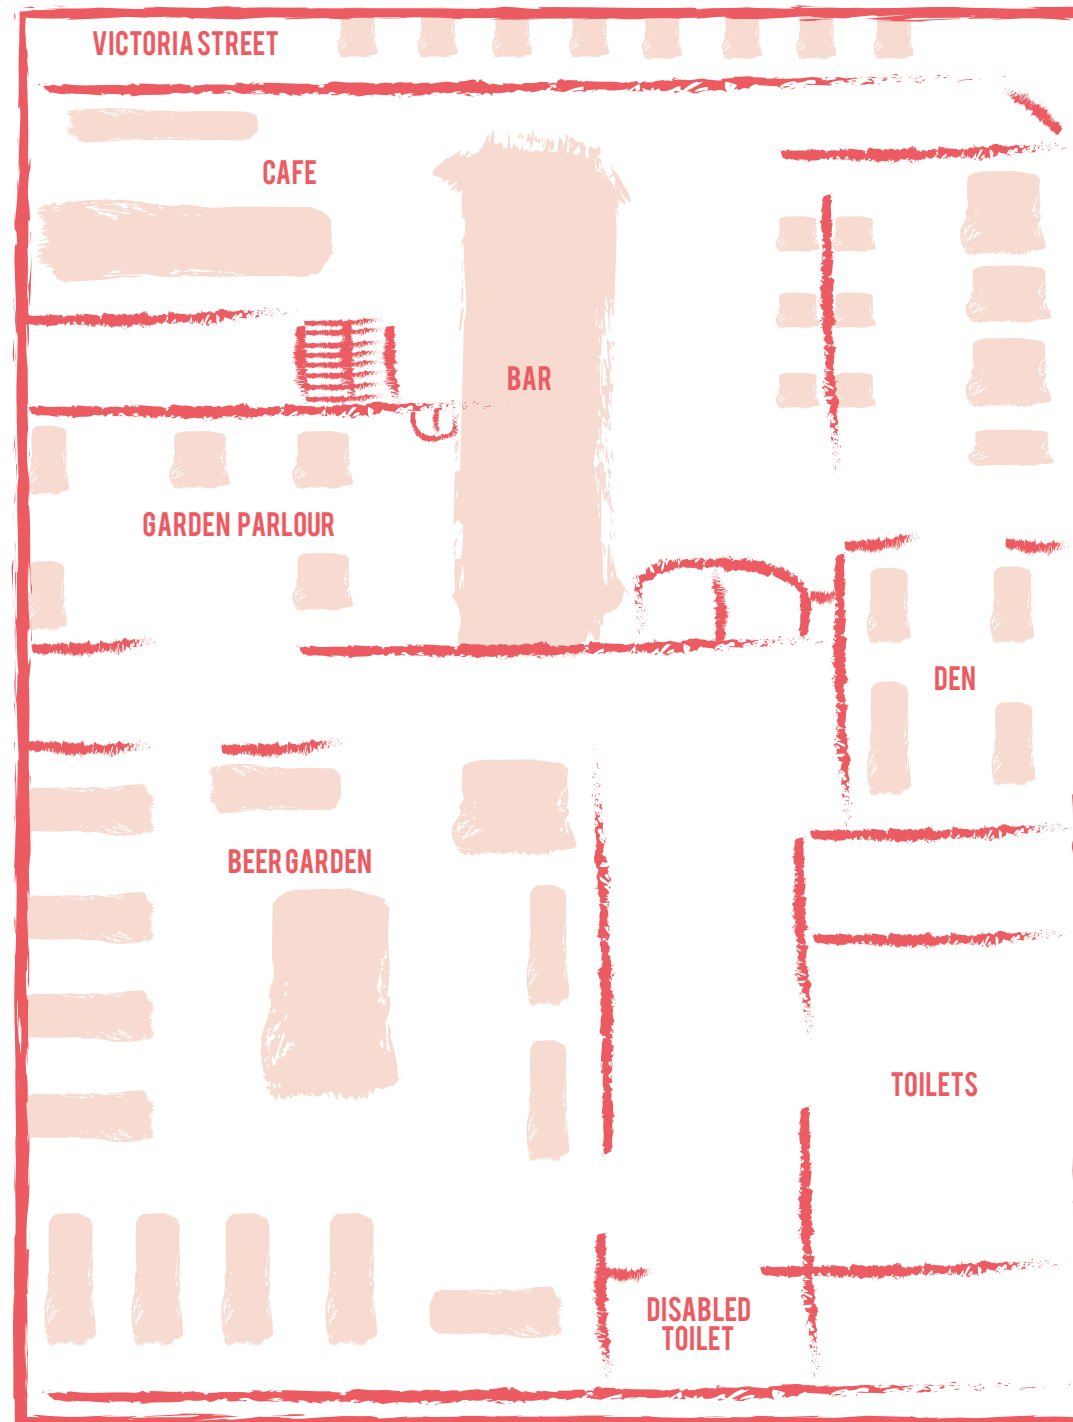 VICTORIA STREET
CAFE
BAR
GARDEN PARLOUR
DEN
BEER GARDEN
TOILETS
DISABLED
TOILET